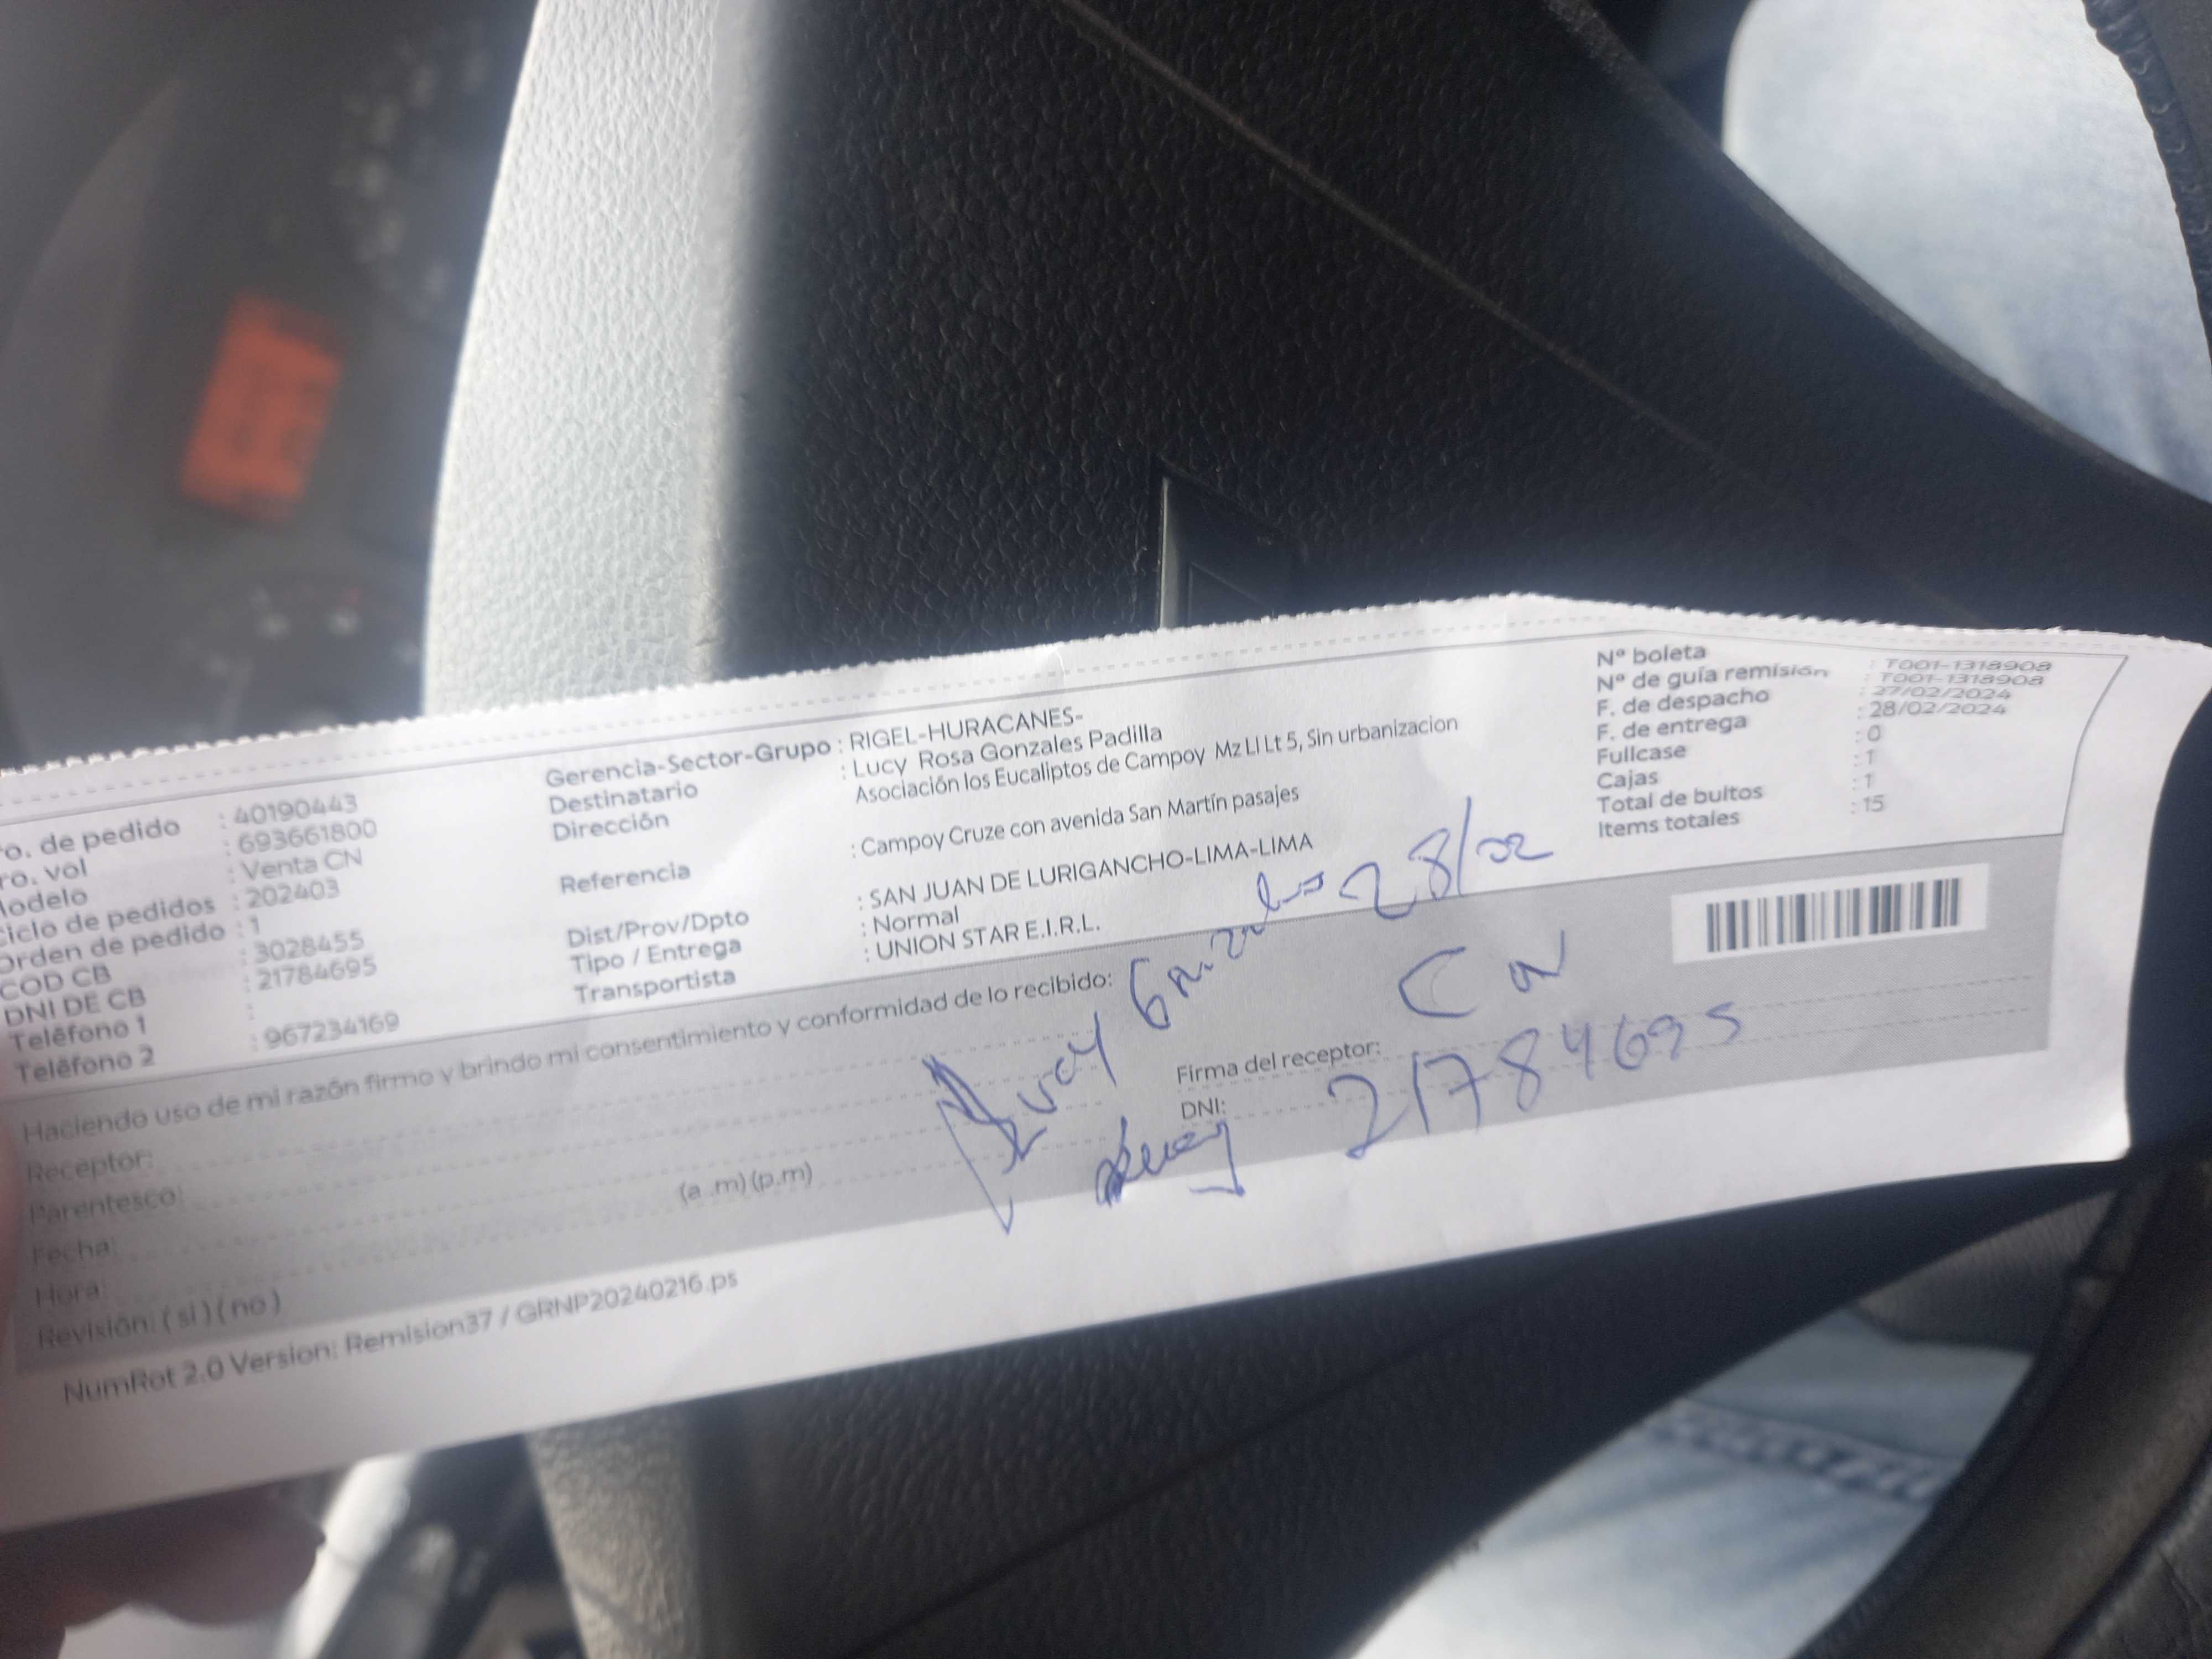 ro. de pedido : 40190443
ro. vol : 693661800
Modelo : Venta CN
Ciclo de pedidos : 202403
Orden de pedido : 1
COD CB : 3028455
DNI DE CB : 21784695
Teléfono 1 :
Teléfono 2 : 967234169
Gerencia-Sector-Grupo : RIGEL-HURACANES-
Destinatario : Lucy Rosa Gonzales Padilla
Dirección Asociación los Eucaliptos de Campoy Mz Ll Lt 5, Sin urbanizacion
Referencia : Campoy Cruze con avenida San Martín pasajes
Dist/Prov/Dpto : SAN JUAN DE LURIGANCHO-LIMA-LIMA
Tipo / Entrega : Normal
Transportista : UNION STAR E.I.R.L.
Nº boleta : T001-1318908
Nº de guía remisión : T001-1318908
F. de despacho : 27/02/2024
F. de entrega : 28/02/2024
Fullcase : 0
Cajas : 1
Total de bultos : 1
Items totales : 15
Haciendo uso de mi razón firmo y brindo mi consentimiento y conformidad de lo recibido:
Lucy Gonzales 28/02
Receptor:
Parentesco:
Fecha:
Hora: (a .m) (p.m)
Revisión: ( si ) ( no )
Firma del receptor: CN
DNI: 21784695
Lucy
NumRot 2.0 Version: Remision37 / GRNP20240216.ps